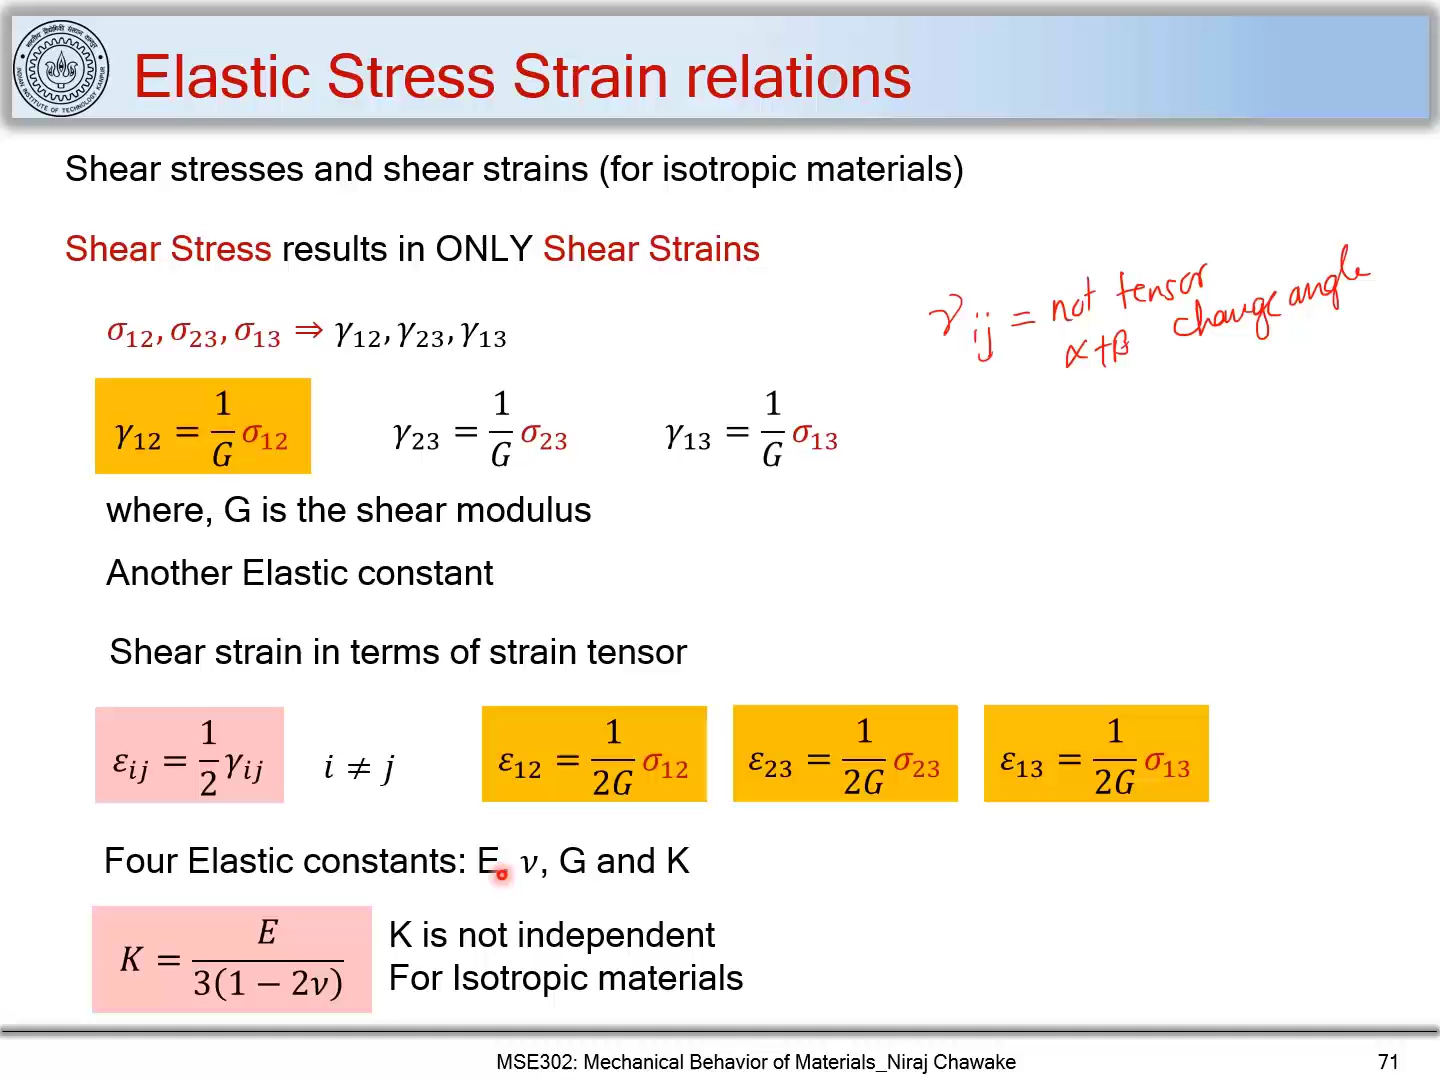 Elastic Stress Strain relations
Shear stresses and shear strains (for isotropic materials)
Shear Stress results in ONLY Shear Strains
γij = not tensor
α+β change angle
σ12, σ23, σ13 ⇒ γ12, γ23, γ13
γ12 = 1/G σ12 γ23 = 1/G σ23 γ13 = 1/G σ13
where, G is the shear modulus
Another Elastic constant
Shear strain in terms of strain tensor
εij = 1/2 γij i ≠ j ε12 = 1/2G σ12 ε23 = 1/2G σ23 ε13 = 1/2G σ13
Four Elastic constants: E, ν, G and K
K = E/3(1 − 2ν)
K is not independent
For Isotropic materials
MSE302: Mechanical Behavior of Materials_Niraj Chawake 71